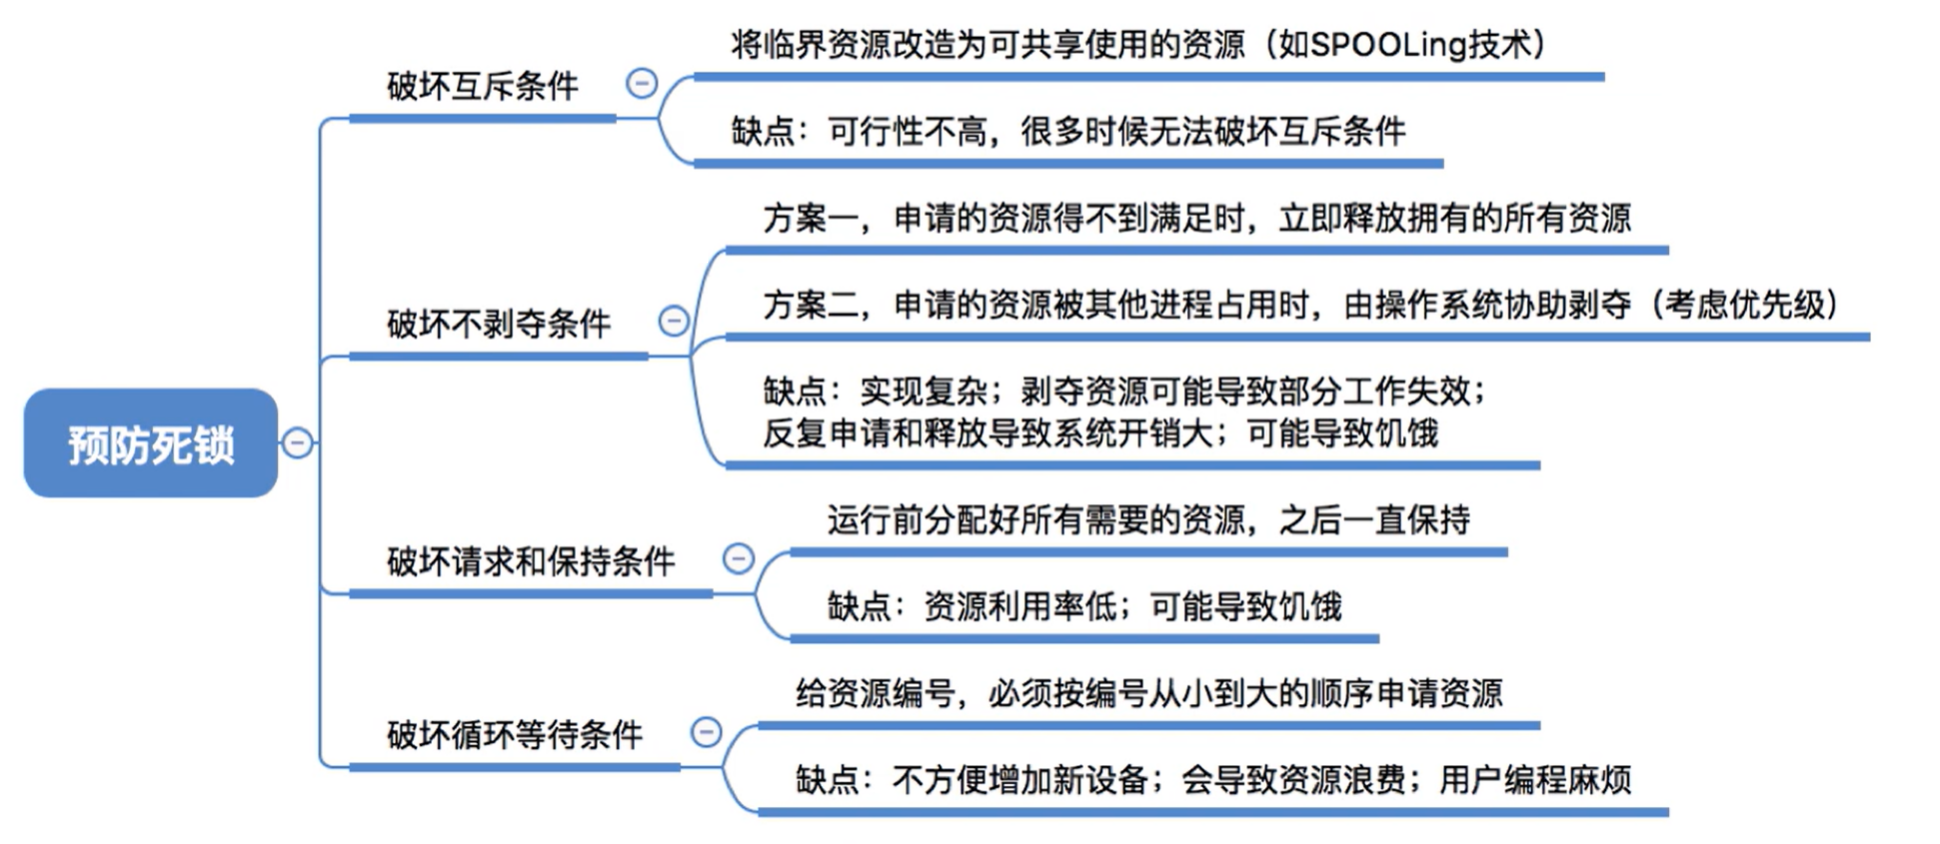 预防死锁
破坏互斥条件
将临界资源改造为可共享使用的资源（如SPOOLing技术）
缺点：可行性不高，很多时候无法破坏互斥条件
破坏不剥夺条件
方案一，申请的资源得不到满足时，立即释放拥有的所有资源
方案二，申请的资源被其他进程占用时，由操作系统协助剥夺（考虑优先级）
缺点：实现复杂；剥夺资源可能导致部分工作失效；
反复申请和释放导致系统开销大；可能导致饥饿
破坏请求和保持条件
运行前分配好所有需要的资源，之后一直保持
缺点：资源利用率低；可能导致饥饿
破坏循环等待条件
给资源编号，必须按编号从小到大的顺序申请资源
缺点：不方便增加新设备；会导致资源浪费；用户编程麻烦